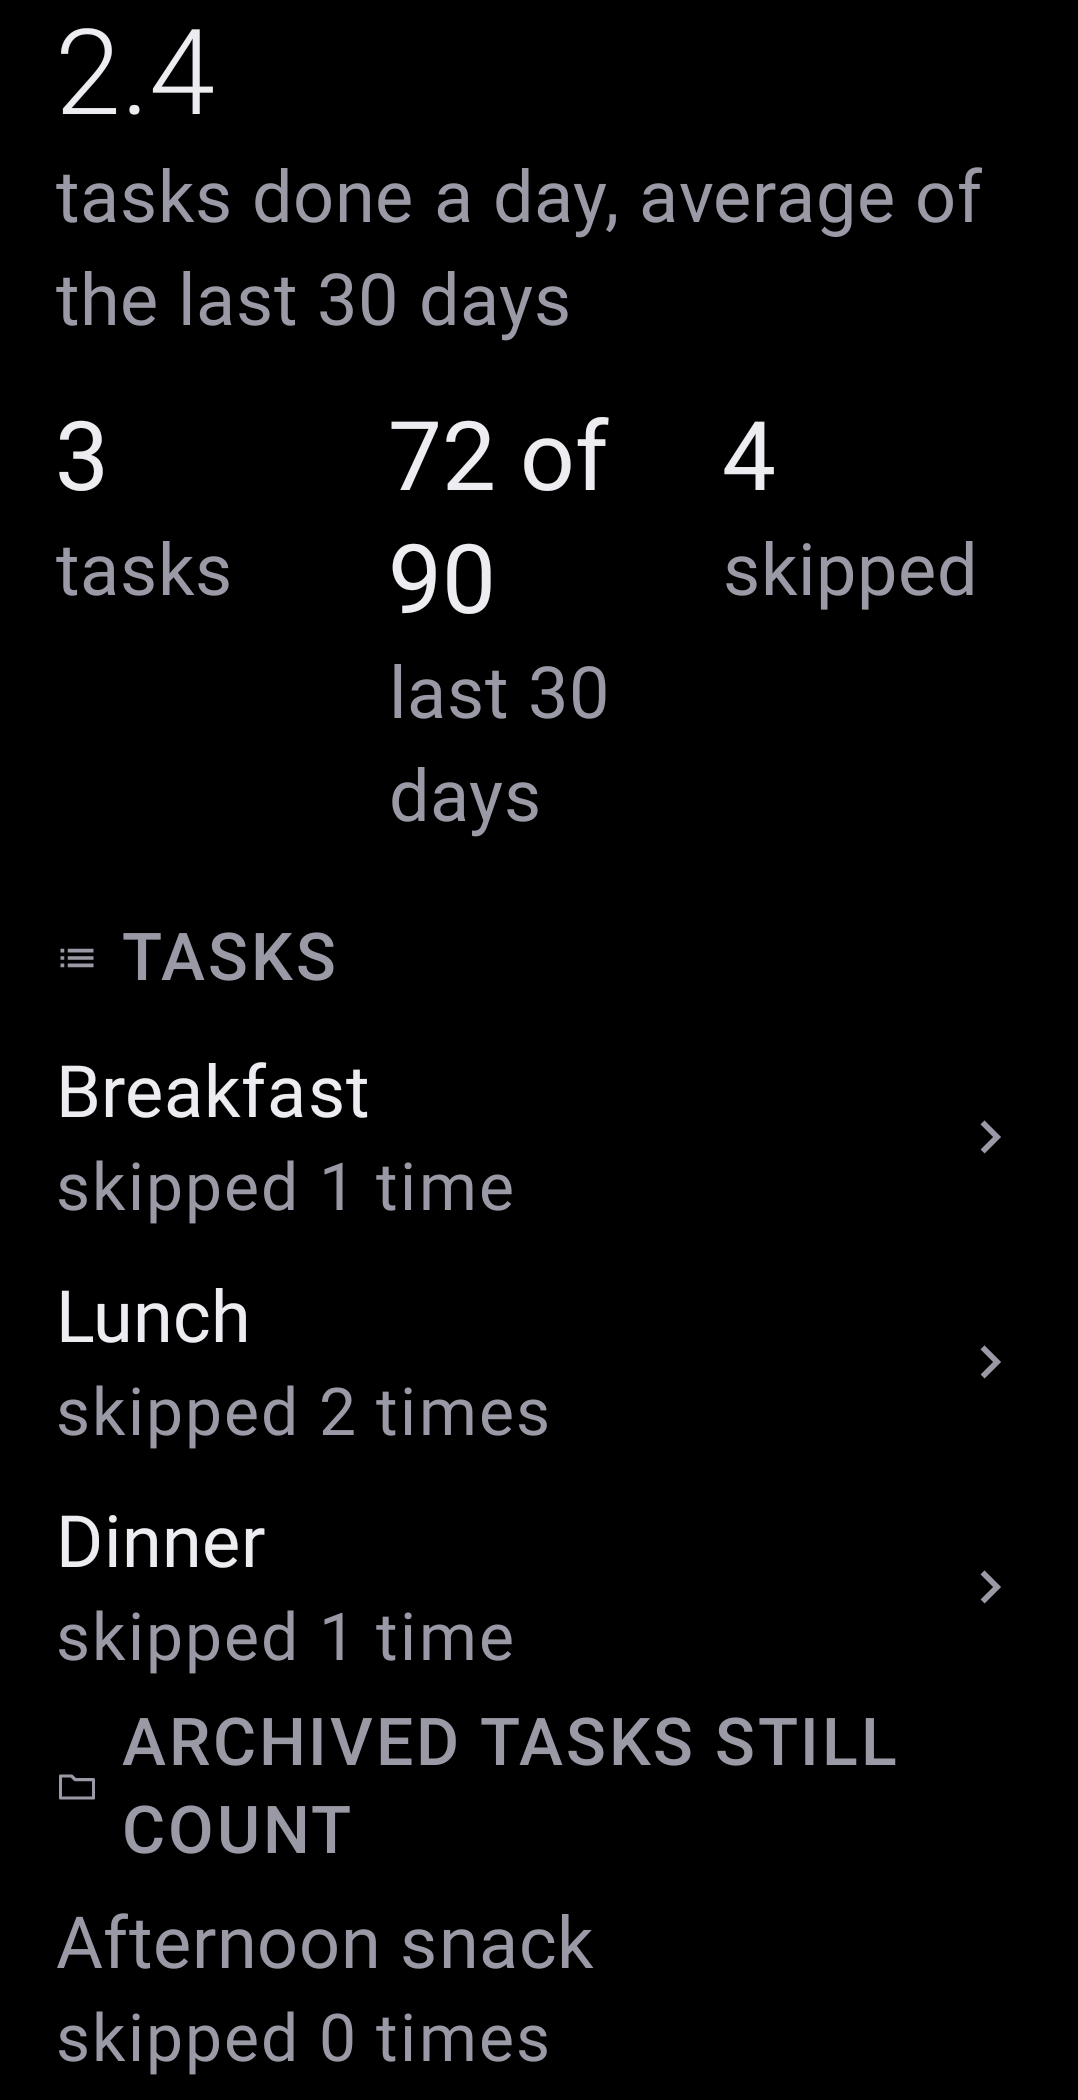 2.4
tasks done a day, average of
the last 30 days
3
tasks
72 of
90
last 30
days
4
skipped
TASKS
Breakfast
skipped 1 time
Lunch
skipped 2 times
Dinner
skipped 1 time
ARCHIVED TASKS STILL
COUNT
Afternoon snack
skipped 0 times